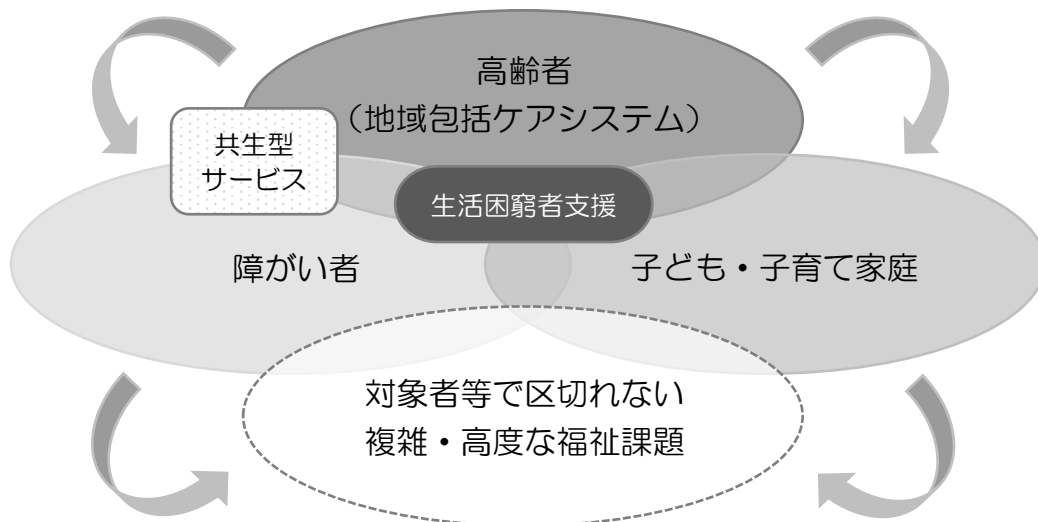 高齢者
（地域包括ケアシステム）
共生型
サービス
生活困窮者支援
障がい者
子ども・子育て家庭
対象者等で区切れない
複雑・高度な福祉課題